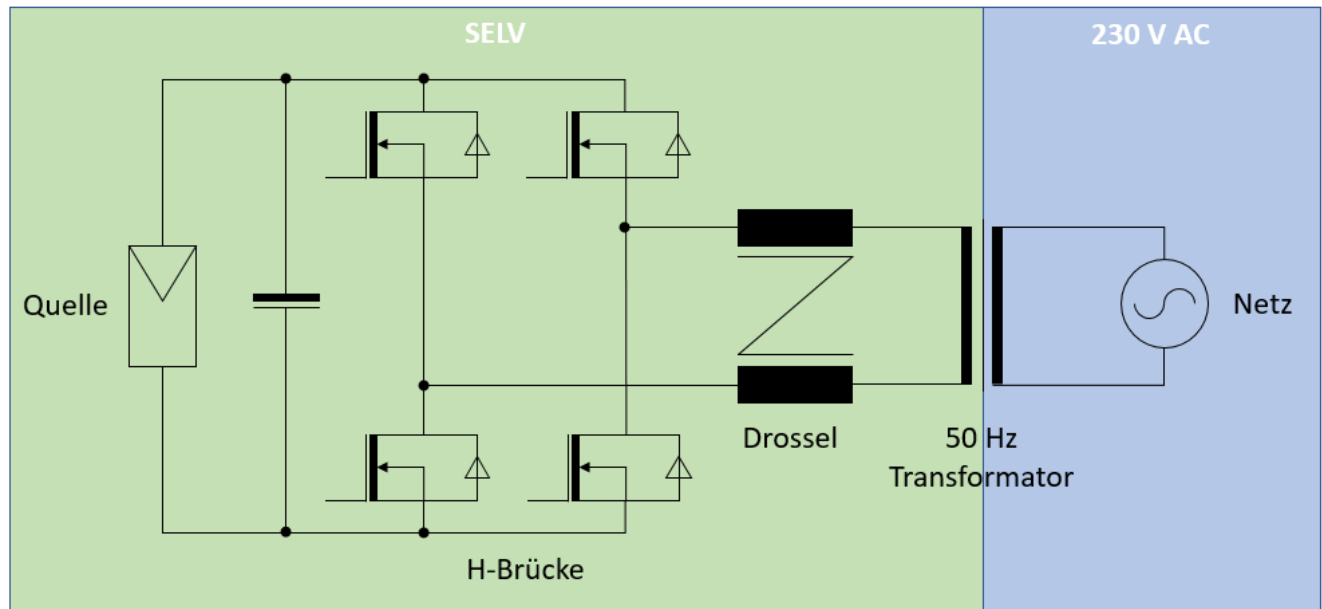 SELV
230 V AC
Quelle
Netz
Drossel
50 Hz
Transformator
H-Brücke